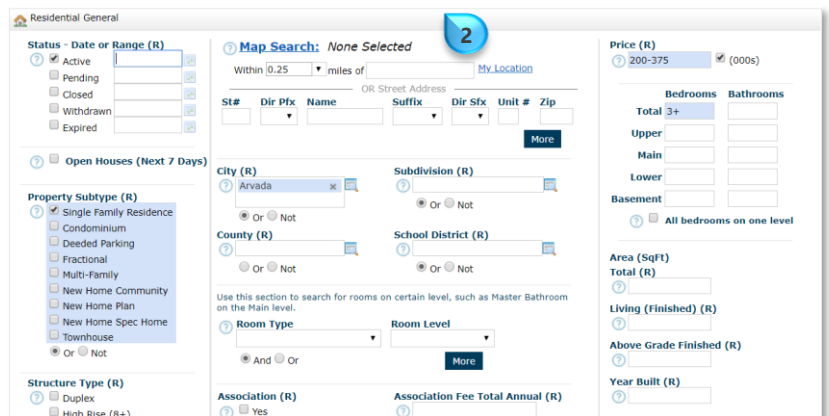 Residential General
2
Status - Date or Range (R)
Active
Pending
Closed
Withdrawn
Expired
Open Houses (Next 7 Days)
Property Subtype (R)
Single Family Residence
Condominium
Deeded Parking
Fractional
Multi-Family
New Home Community
New Home Plan
New Home Spec Home
Townhouse
Or Not
Structure Type (R)
Duplex
High Rise (8+)
Map Search: None Selected
Within 0.25 miles of My Location
OR Street Address
St# Dir Pfx Name Suffix Dir Sfx Unit # Zip
More
City (R) Subdivision (R)
Arvada
Or Not Or Not
County (R) School District (R)
Or Not Or Not
Use this section to search for rooms on certain level, such as Master Bathroom
on the Main level.
Room Type Room Level
And Or More
Association (R) Association Fee Total Annual (R)
Yes
Price (R)
200-375 (000s)
Bedrooms Bathrooms
Total 3+
Upper
Main
Lower
Basement
All bedrooms on one level
Area (SqFt)
Total (R)
Living (Finished) (R)
Above Grade Finished (R)
Year Built (R)